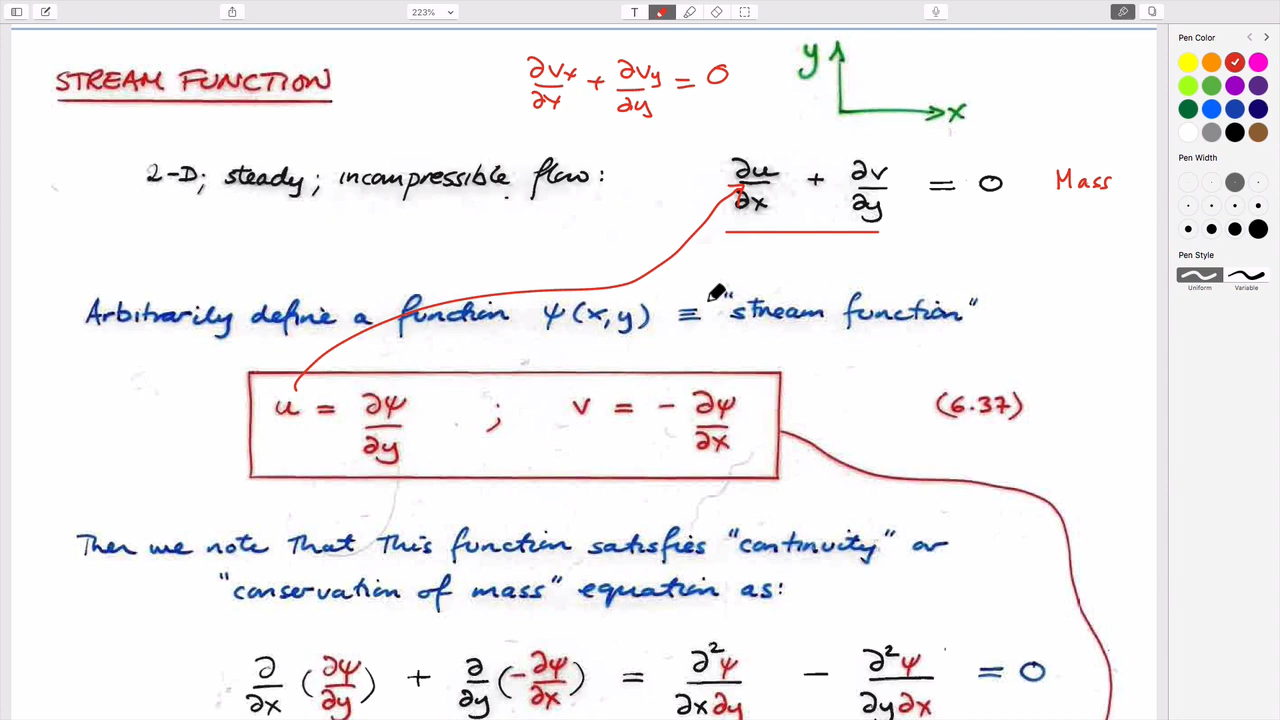 223%
T
STREAM FUNCTION
∂vx/∂x + ∂vy/∂y = 0
y
x
2-D; steady; incompressible flow:
∂u/∂x + ∂v/∂y = 0
Mass
Arbitrarily define a function ψ(x,y) ≡ "stream function"
u = ∂ψ/∂y ; v = - ∂ψ/∂x
(6.37)
Then we note that this function satisfies "continuity" or
"conservation of mass" equation as:
∂/∂x (∂ψ/∂y) + ∂/∂y (-∂ψ/∂x) = ∂²ψ/∂x∂y - ∂²ψ/∂y∂x = 0
Pen Color
Pen Width
Pen Style
Uniform
Variable